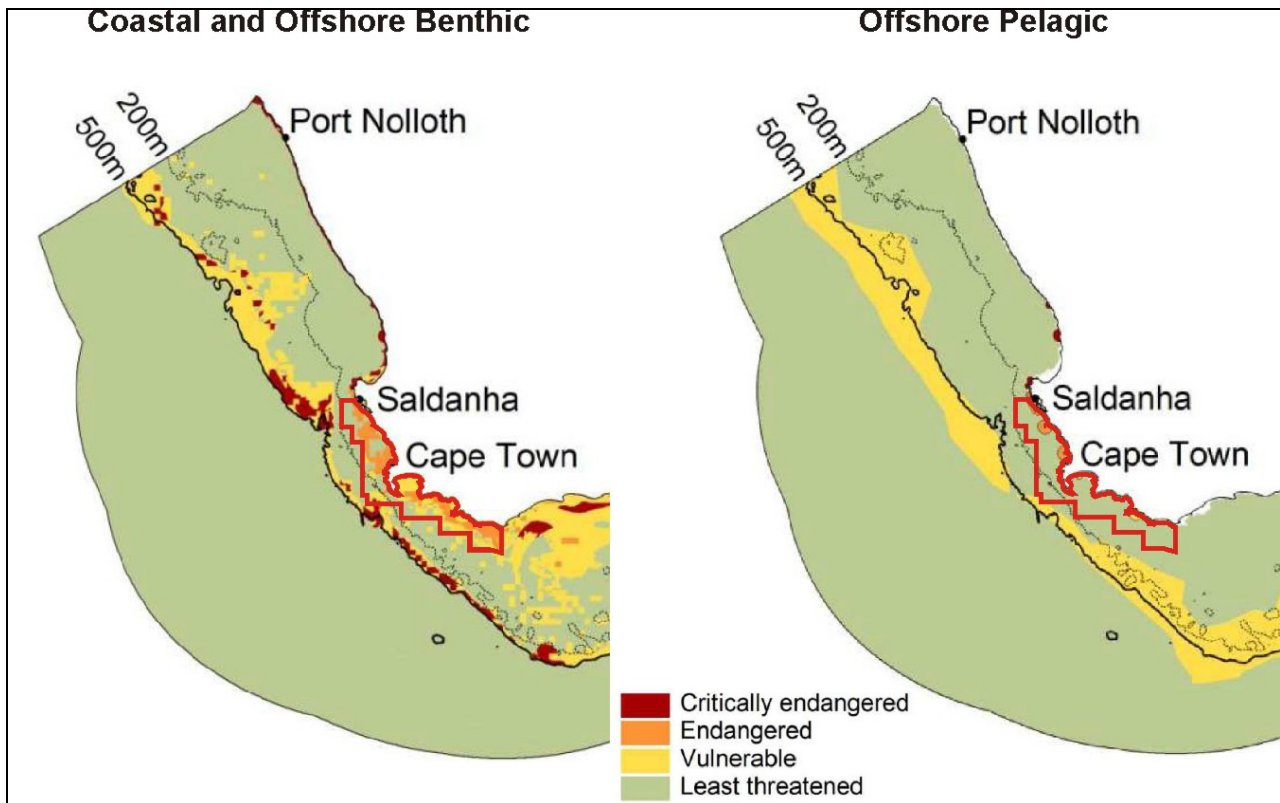 Coastal and Offshore Benthic
Offshore Pelagic
200m
500m
Port Nolloth
Saldanha
Cape Town
200m
500m
Port Nolloth
Saldanha
Cape Town
Critically endangered
Endangered
Vulnerable
Least threatened